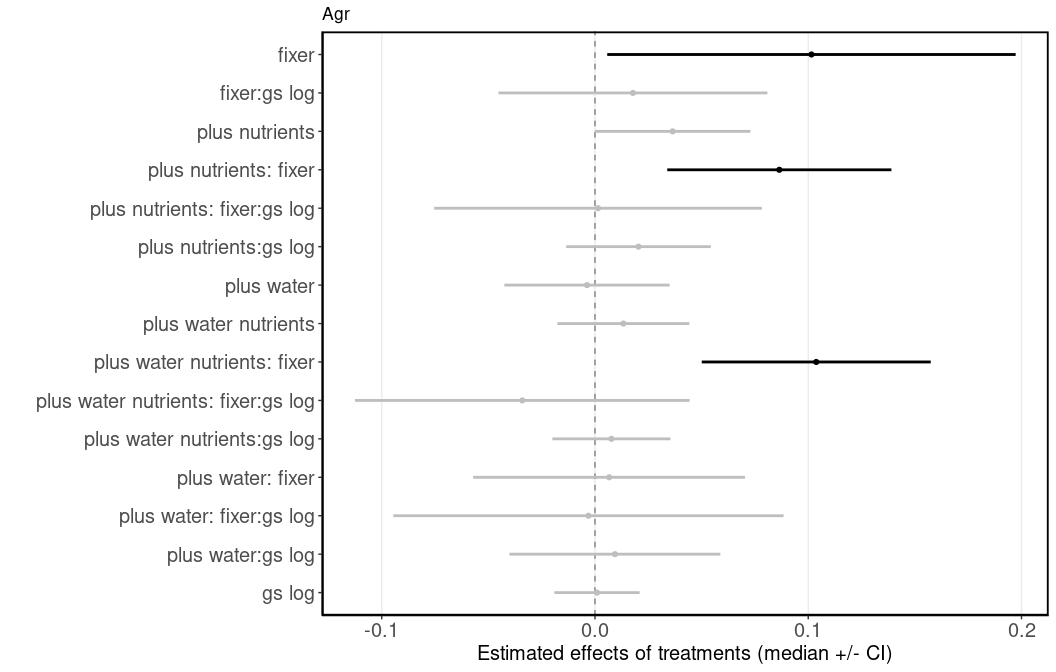 Agr
fixer
fixer:gs log
plus nutrients
plus nutrients: fixer
plus nutrients: fixer:gs log
plus nutrients:gs log
plus water
plus water nutrients
plus water nutrients: fixer
plus water nutrients: fixer:gs log
plus water nutrients:gs log
plus water: fixer
plus water: fixer:gs log
plus water:gs log
gs log
-0.1 0.0 0.1 0.2
Estimated effects of treatments (median +/- CI)